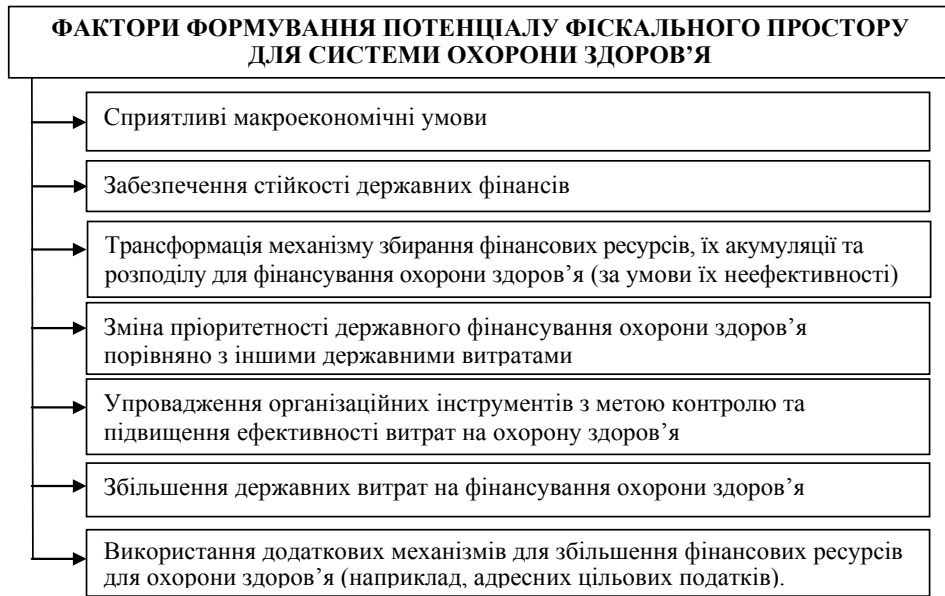 ФАКТОРИ ФОРМУВАННЯ ПОТЕНЦІАЛУ ФІСКАЛЬНОГО ПРОСТОРУ
ДЛЯ СИСТЕМИ ОХОРОНИ ЗДОРОВ’Я
Сприятливі макроекономічні умови
Забезпечення стійкості державних фінансів
Трансформація механізму збирання фінансових ресурсів, їх акумуляції та
розподілу для фінансування охорони здоров’я (за умови їх неефективності)
Зміна пріоритетності державного фінансування охорони здоров’я
порівняно з іншими державними витратами
Упровадження організаційних інструментів з метою контролю та
підвищення ефективності витрат на охорону здоров’я
Збільшення державних витрат на фінансування охорони здоров’я
Використання додаткових механізмів для збільшення фінансових ресурсів
для охорони здоров’я (наприклад, адресних цільових податків).